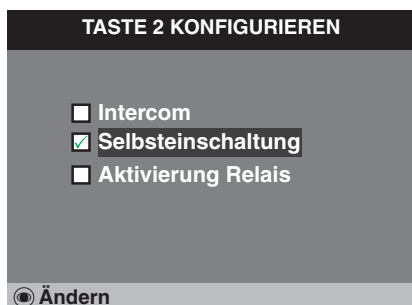 TASTE 2 KONFIGURIEREN
Intercom
Selbsteinschaltung
Aktivierung Relais
Ändern